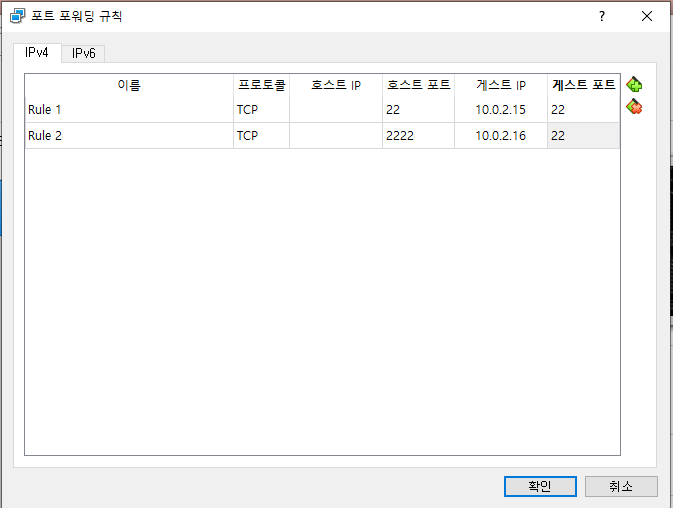 포트 포워딩 규칙 ?
IPv4 IPv6
이름 프로토콜 호스트 IP 호스트 포트 게스트 IP 게스트 포트
Rule 1 TCP 22 10.0.2.15 22
Rule 2 TCP 2222 10.0.2.16 22
확인 취소